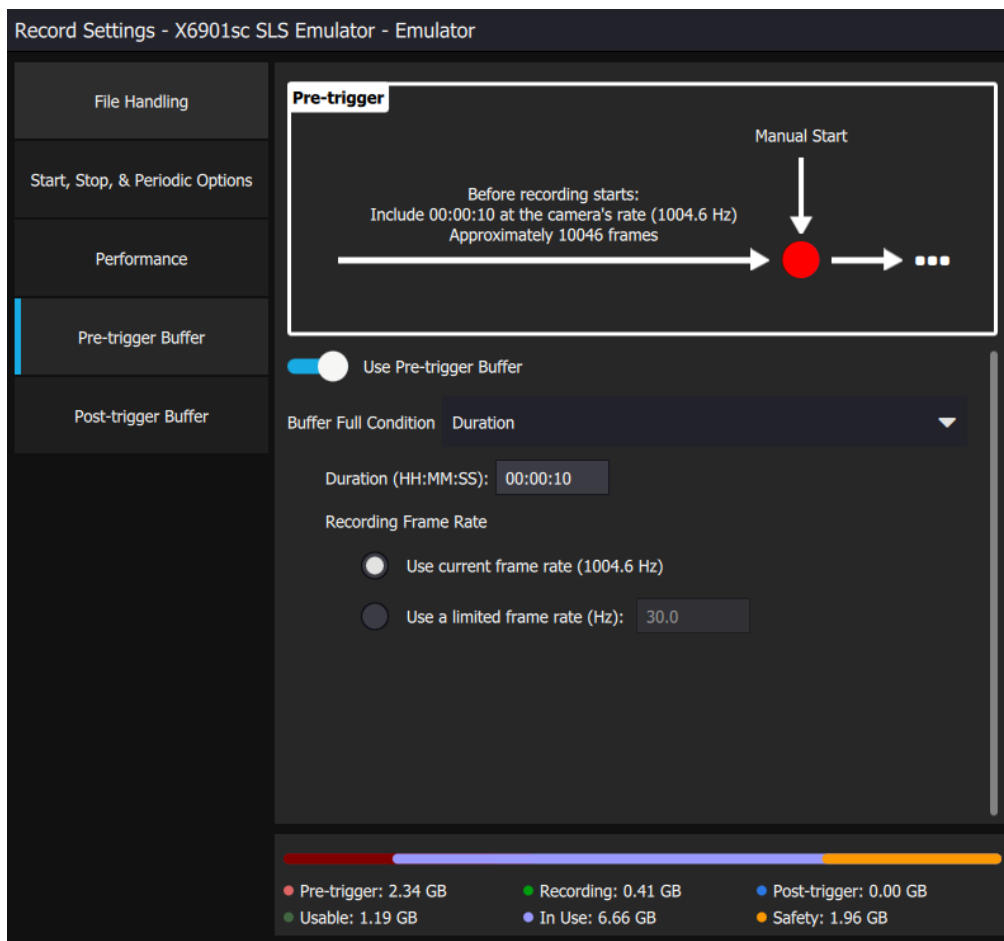 Record Settings - X6901sc SLS Emulator - Emulator
File Handling
Start, Stop, & Periodic Options
Performance
Pre-trigger Buffer
Post-trigger Buffer
Pre-trigger
Manual Start
Before recording starts:
Include 00:00:10 at the camera's rate (1004.6 Hz)
Approximately 10046 frames
Use Pre-trigger Buffer
Buffer Full Condition Duration
Duration (HH:MM:SS): 00:00:10
Recording Frame Rate
Use current frame rate (1004.6 Hz)
Use a limited frame rate (Hz): 30.0
Pre-trigger: 2.34 GB Recording: 0.41 GB Post-trigger: 0.00 GB
Usable: 1.19 GB In Use: 6.66 GB Safety: 1.96 GB